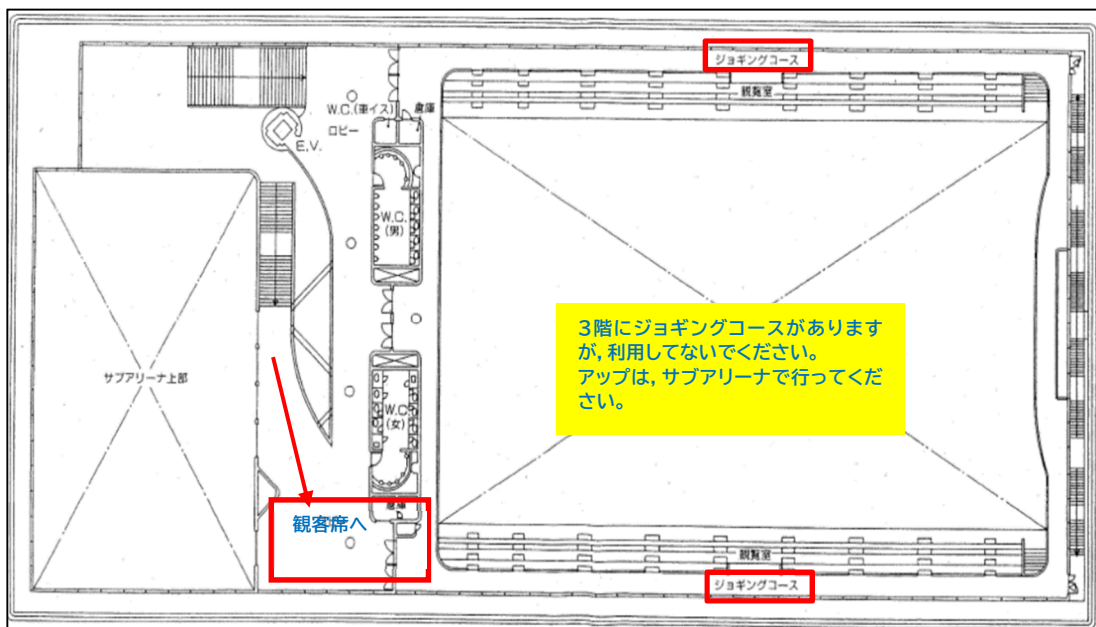 ジョギングコース
観覧室
W.C.(車イス)
倉庫
ロビー
E.V.
W.C.
(男)
3階にジョギングコースがあります
が,利用してないでください。
アップは,サブアリーナで行ってくだ
さい。
サブアリーナ上部
W.C.
(女)
倉庫
観客席へ
観覧室
ジョギングコース